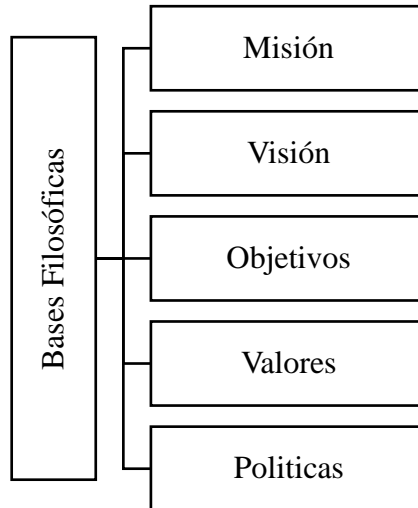 Bases Filosóficas
Misión
Visión
Objetivos
Valores
Politicas